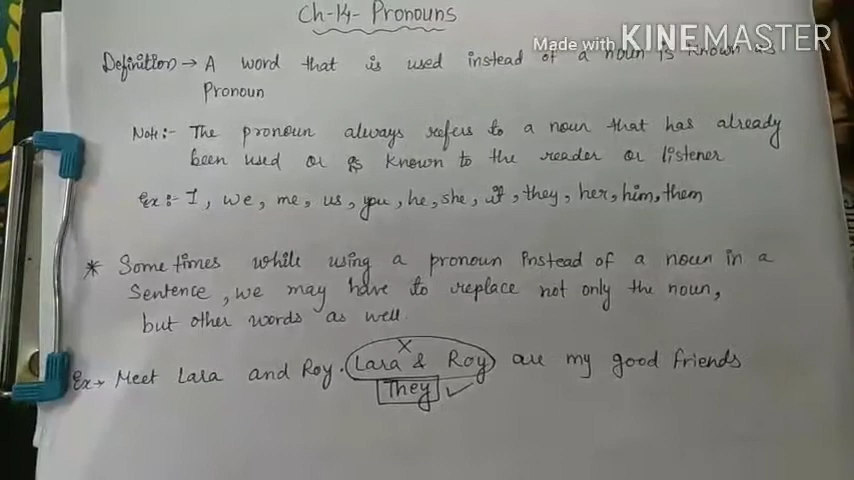 Ch-14- Pronouns
Made with KINEMASTER
Definition → A word that is used instead of a noun is known as
Pronoun
Note:- The pronoun always refers to a noun that has already
been used or is known to the reader or listener
Ex:- I, we, me, us, you, he, she, it, they, her, him, them
* Some times while using a pronoun instead of a noun in a
Sentence, we may have to replace not only the noun,
but other words as well.
X
Ex→ Meet Lara and Roy. Lara & Roy are my good friends
They ✓